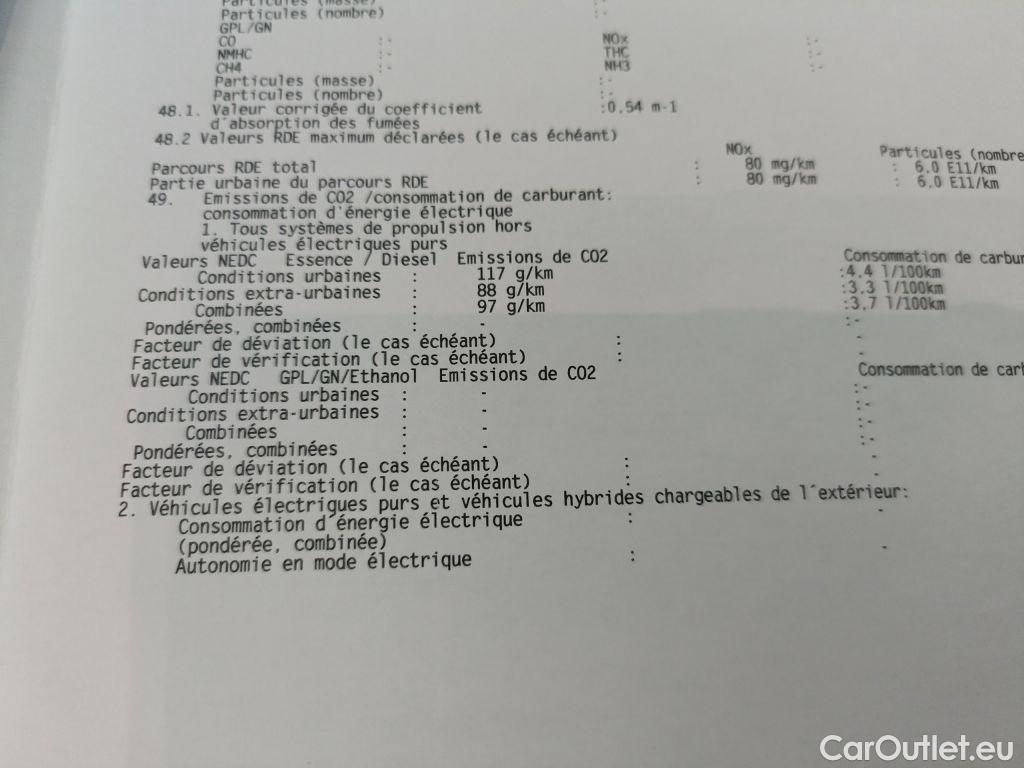 Particules (masse) :-
Particules (nombre) :-
GPL/GN
CO :- NOx :-
NMHC :- THC :-
CH4 :- NH3 :-
Particules (masse) :-
Particules (nombre) :-
48.1. Valeur corrigée du coefficient :0,54 m-1
d'absorption des fumées
48.2 Valeurs RDE maximum déclarées (le cas échéant)
NOx Particules (nombre
Parcours RDE total : 80 mg/km : 6.0 E11/km
Partie urbaine du parcours RDE : 80 mg/km : 6.0 E11/km
49. Emissions de CO2 /consommation de carburant:
consommation d'énergie électrique
1. Tous systèmes de propulsion hors
véhicules électriques purs
Valeurs NEDC Essence / Diesel Emissions de CO2 Consommation de carbur
Conditions urbaines : 117 g/km :4.4 l/100km
Conditions extra-urbaines : 88 g/km :3.3 l/100km
Combinées : 97 g/km :3.7 l/100km
Pondérées, combinées : - :-
Facteur de déviation (le cas échéant) : -
Facteur de vérification (le cas échéant) : -
Valeurs NEDC GPL/GN/Ethanol Emissions de CO2 Consommation de carb
Conditions urbaines : - :-
Conditions extra-urbaines : - :-
Combinées : - :-
Pondérées, combinées : - :-
Facteur de déviation (le cas échéant) : -
Facteur de vérification (le cas échéant) : -
2. Véhicules électriques purs et véhicules hybrides chargeables de l'extérieur:
Consommation d'énergie électrique : -
(pondérée, combinée)
Autonomie en mode électrique : -
CarOutlet.eu